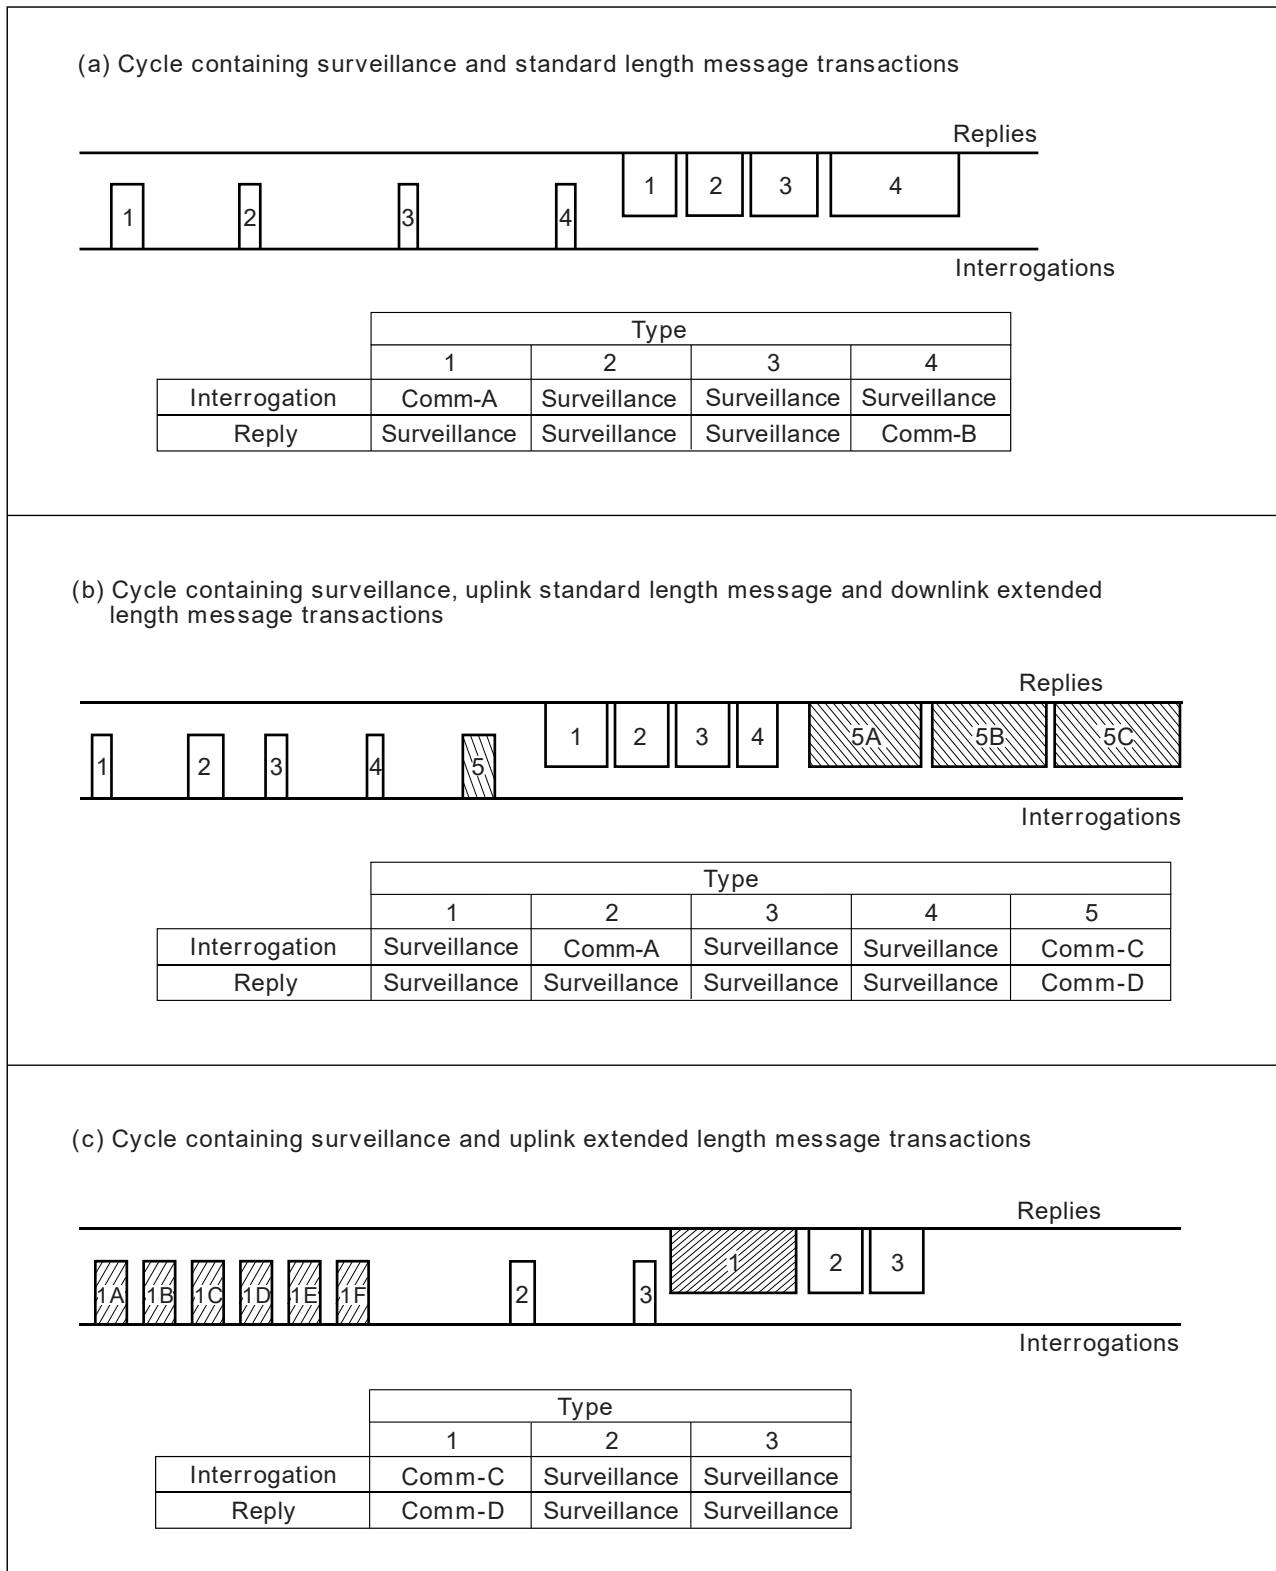 (a) Cycle containing surveillance and standard length message transactions
Replies
1 2 3 4
1 2 3 4
Interrogations
Type
1 2 3 4
Interrogation Comm-A Surveillance Surveillance Surveillance
Reply Surveillance Surveillance Surveillance Comm-B
(b) Cycle containing surveillance, uplink standard length message and downlink extended
length message transactions
Replies
1 2 3 4 5A 5B 5C
1 2 3 4 5
Interrogations
Type
1 2 3 4 5
Interrogation Surveillance Comm-A Surveillance Surveillance Comm-C
Reply Surveillance Surveillance Surveillance Surveillance Comm-D
(c) Cycle containing surveillance and uplink extended length message transactions
Replies
1 2 3
1A 1B 1C 1D 1E 1F 2 3
Interrogations
Type
1 2 3
Interrogation Comm-C Surveillance Surveillance
Reply Comm-D Surveillance Surveillance